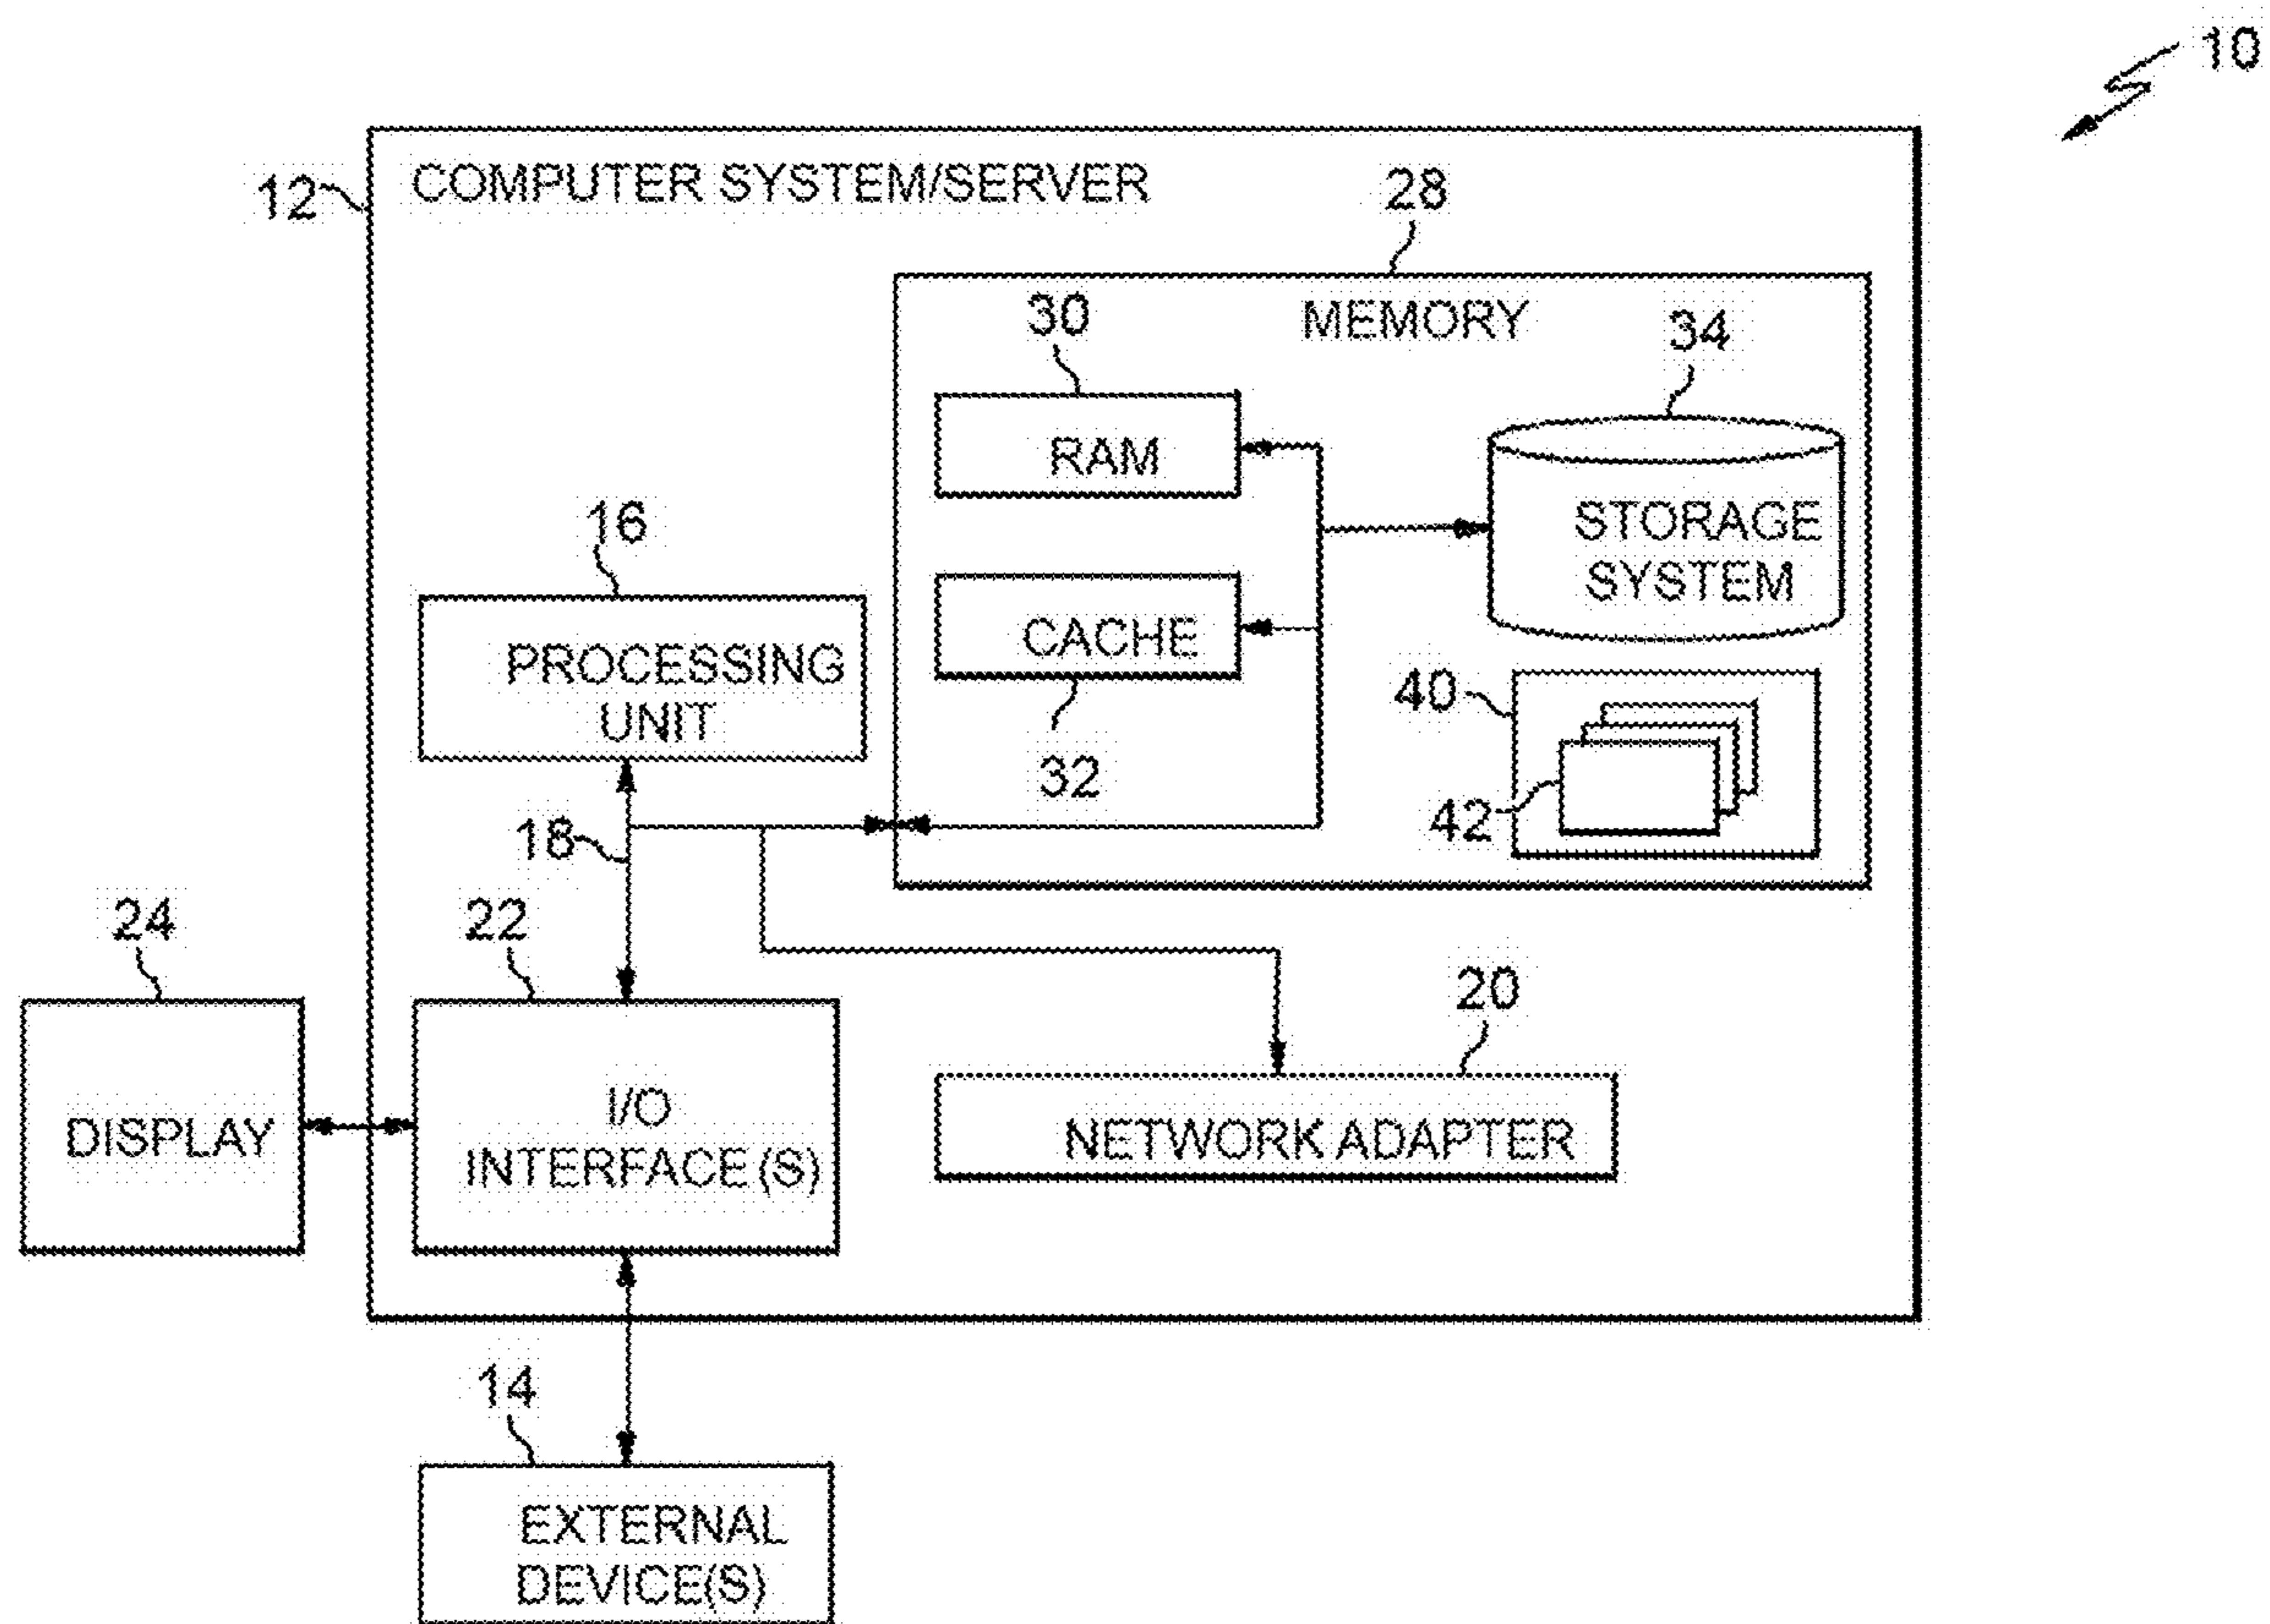 10
12
COMPUTER SYSTEM/SERVER
28
30
MEMORY
34
RAM
16
STORAGE
SYSTEM
CACHE
PROCESSING
UNIT
40
32
42
18
24
22
20
I/O
DISPLAY
INTERFACE(S)
NETWORK ADAPTER
14
EXTERNAL
DEVICE(S)